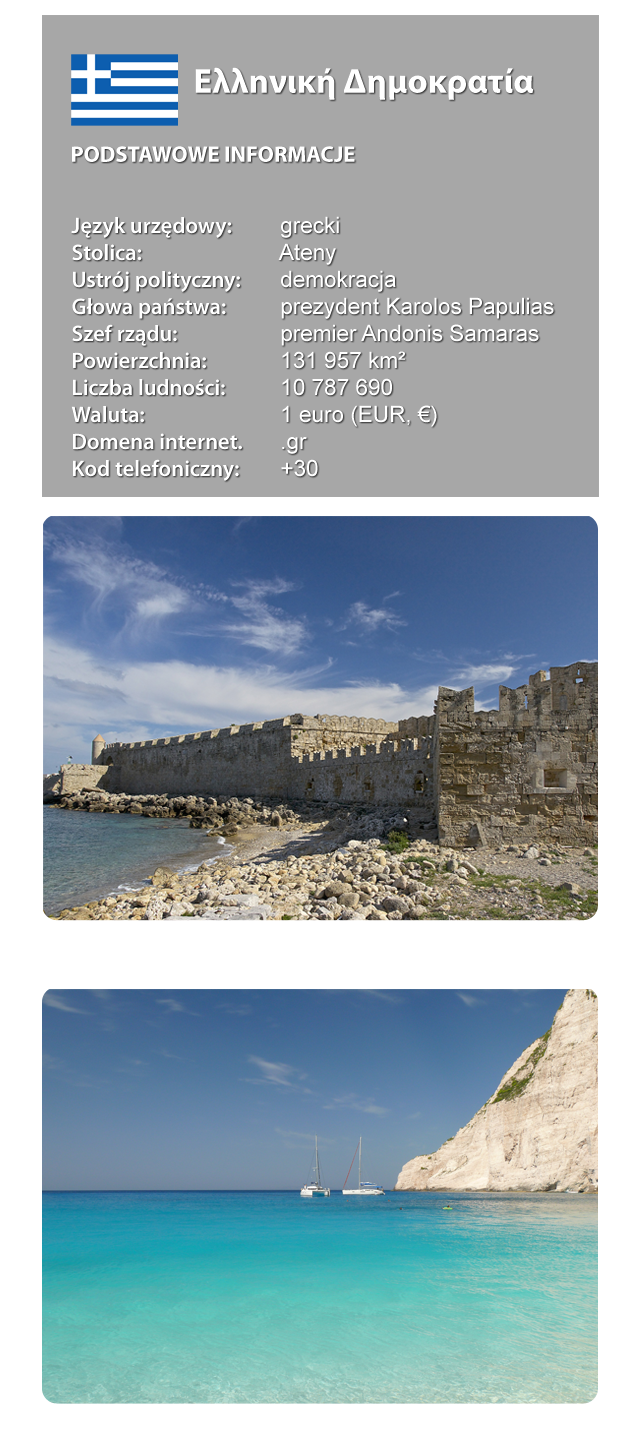 Ελληνική Δημοκρατία
PODSTAWOWE INFORMACJE
Język urzędowy: grecki
Stolica: Ateny
Ustrój polityczny: demokracja
Głowa państwa: prezydent Karolos Papulias
Szef rządu: premier Andonis Samaras
Powierzchnia: 131 957 km²
Liczba ludności: 10 787 690
Waluta: 1 euro (EUR, €)
Domena internet. .gr
Kod telefoniczny: +30